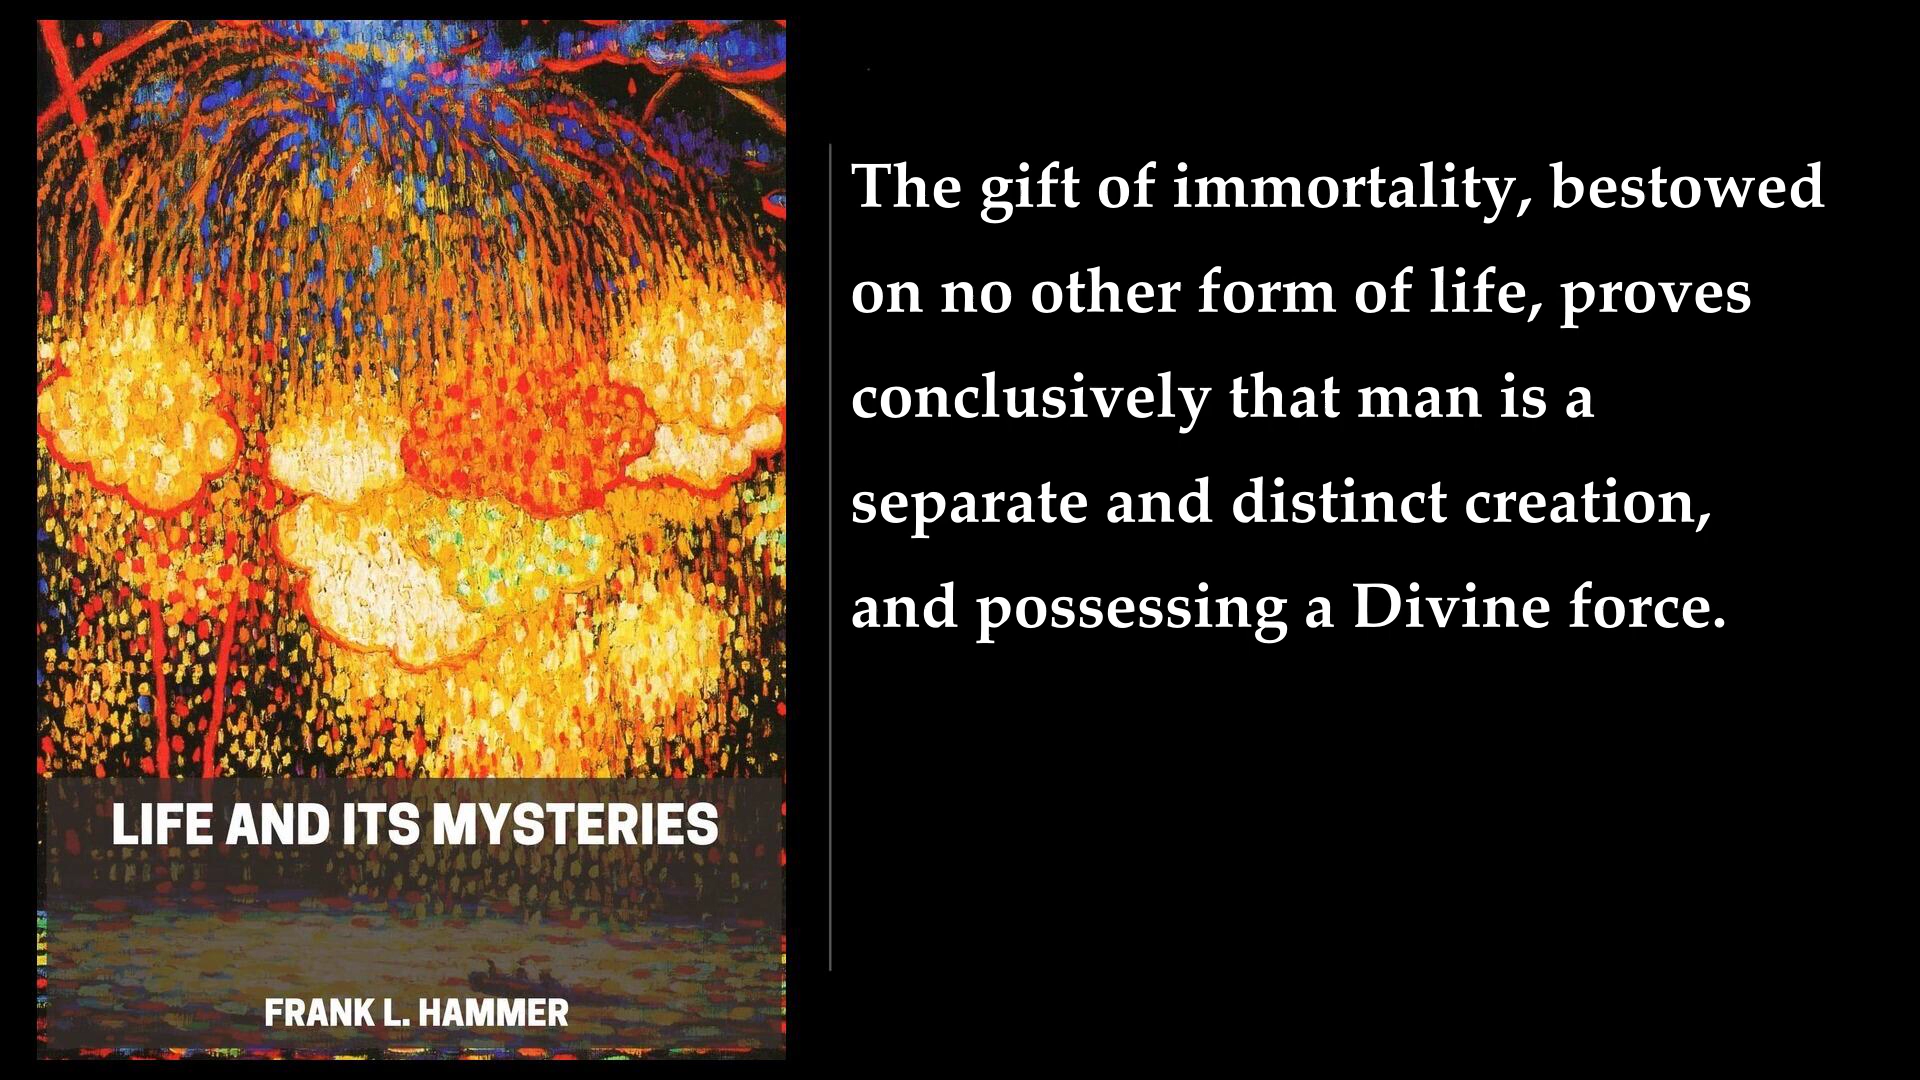 LIFE AND ITS MYSTERIES
FRANK L. HAMMER
The gift of immortality, bestowed
on no other form of life, proves
conclusively that man is a
separate and distinct creation,
and possessing a Divine force.